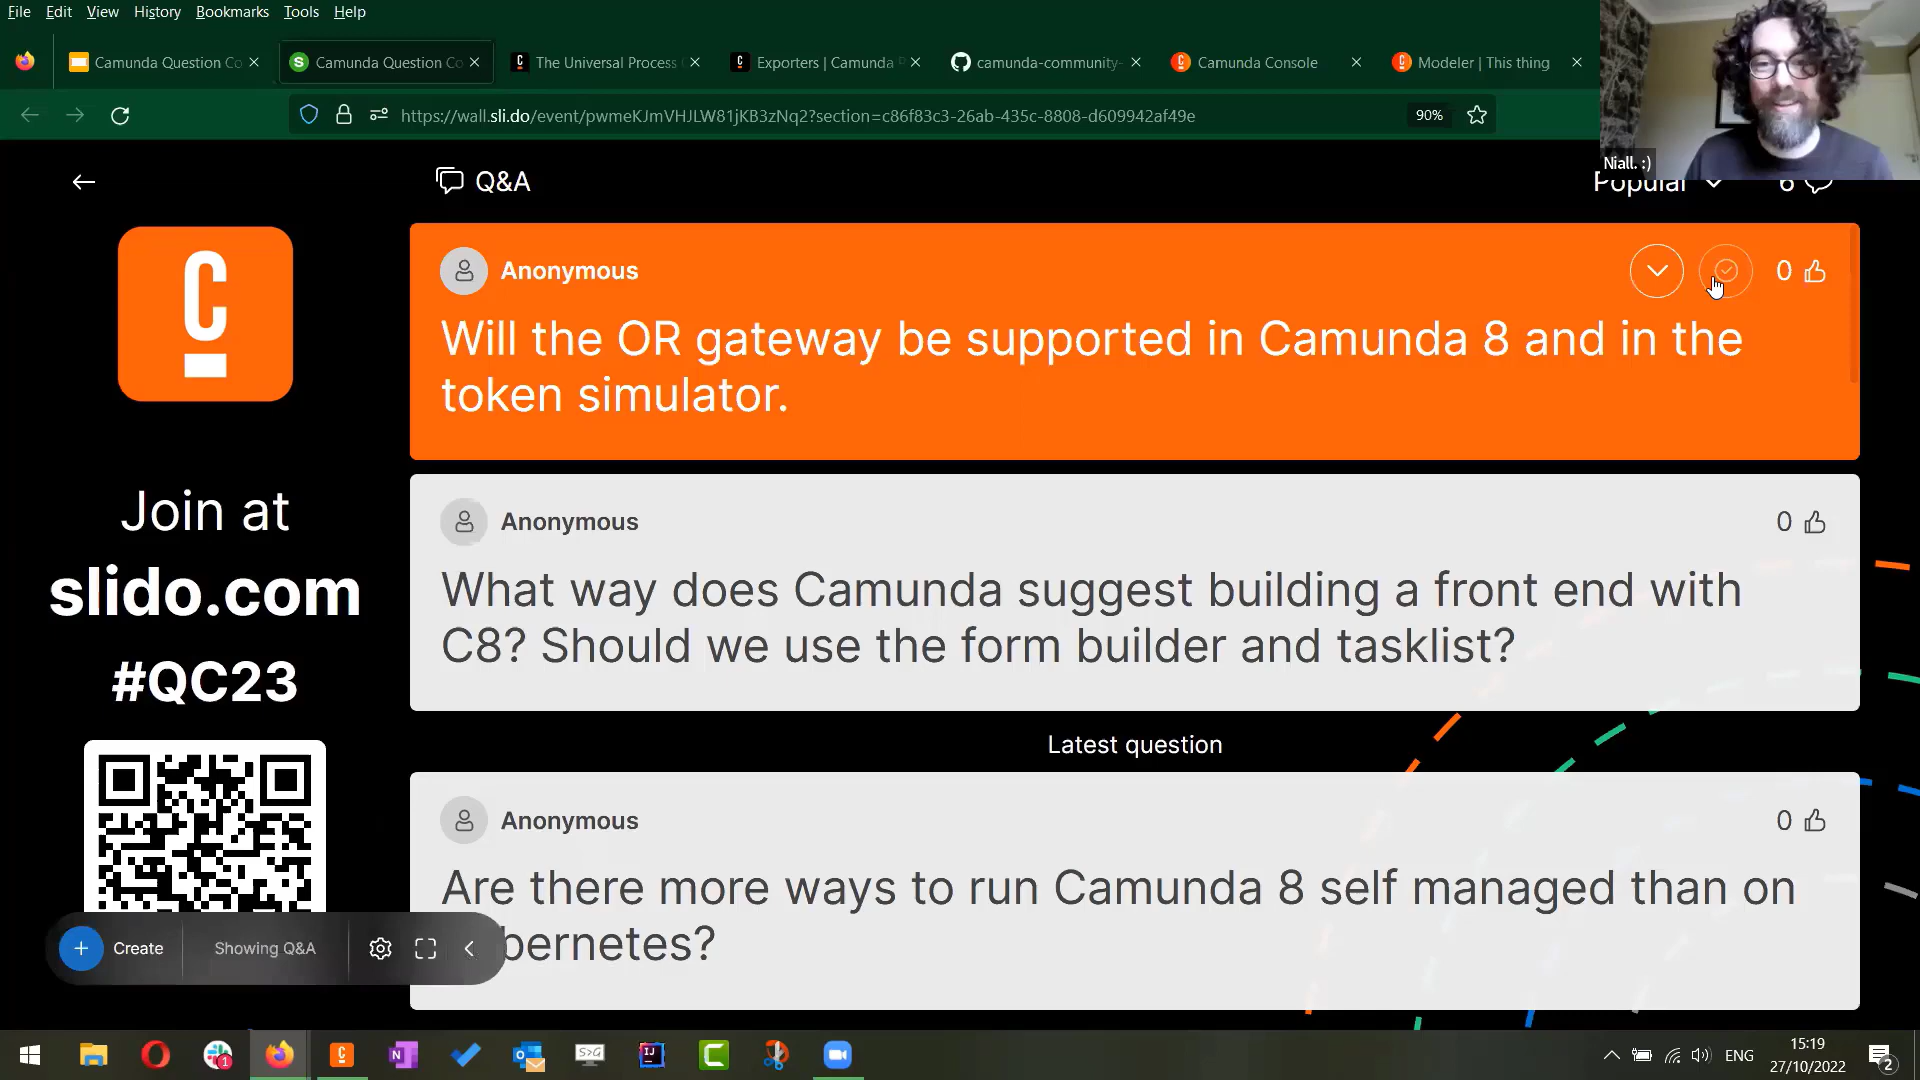 File Edit View History Bookmarks Tools Help
Camunda Question Co
Camunda Question Co
The Universal Process
Exporters | Camunda
camunda-community-
Camunda Console
Modeler | This thing
https://wall.sli.do/event/pwmeKJmVHJLW81jKB3zNq2?section=c86f83c3-26ab-435c-8808-d609942af49e
90%
Niall. :)
Q&A
Popular
6
Anonymous
0
Will the OR gateway be supported in Camunda 8 and in the
token simulator.
Join at
slido.com
#QC23
Anonymous
0
What way does Camunda suggest building a front end with
C8? Should we use the form builder and tasklist?
Latest question
Anonymous
0
Are there more ways to run Camunda 8 self managed than on
bernetes?
Create
Showing Q&A
ENG
15:19
27/10/2022
2